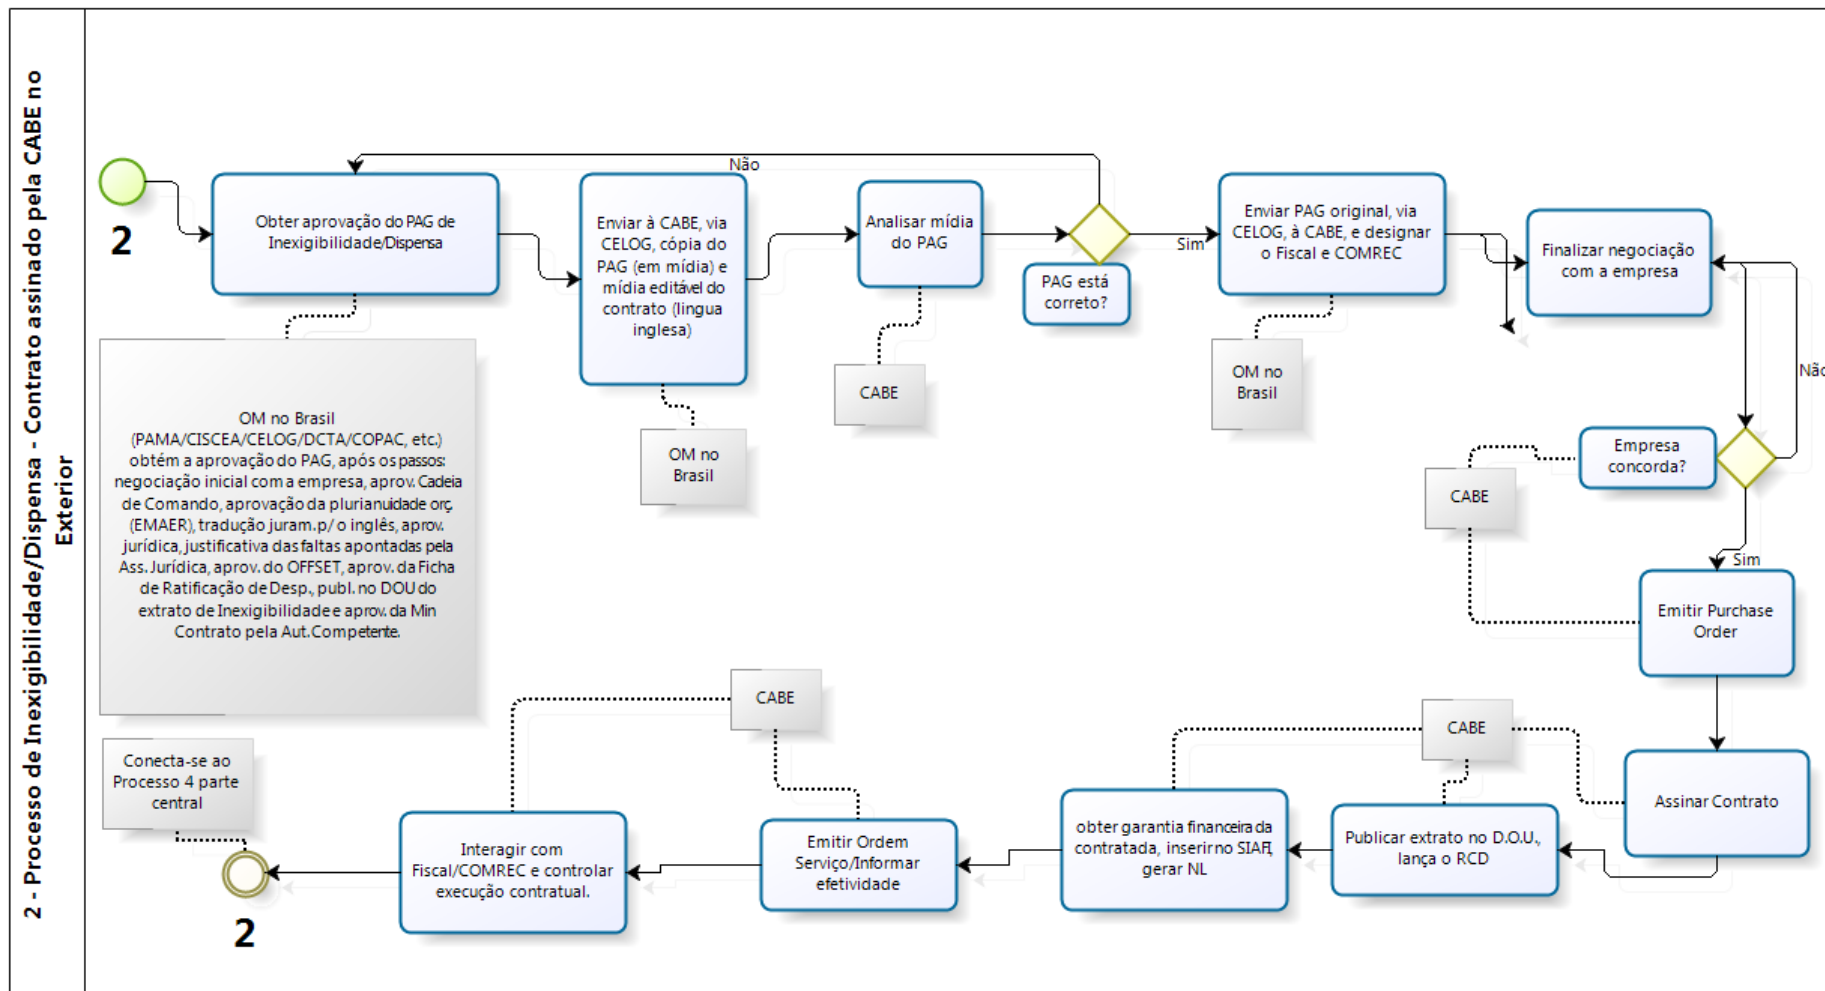 2 - Processo de Inexigibilidade/Dispensa - Contrato assinado pela CABE no
Exterior
2
Obter aprovação do PAG de
Inexigibilidade/Dispensa
Enviar à CABE, via
CELOG, cópia do
PAG (em mídia) e
mídia editável do
contrato (lingua
inglesa)
Analisar mídia
do PAG
Não
PAG está
correto?
Sim
Enviar PAG original, via
CELOG, à CABE, e designar
o Fiscal e COMREC
Finalizar negociação
com a empresa
OM no Brasil
(PAMA/CISCEA/CELOG/DCTA/COPAC, etc.)
obtém a aprovação do PAG, após os passos:
negociação inicial com a empresa, aprov. Cadeia
de Comando, aprovação da plurianuidade orç.
(EMAER), tradução juram.p/ o inglês, aprov.
jurídica, justificativa das faltas apontadas pela
Ass. Jurídica, aprov. do OFFSET, aprov. da Ficha
de Ratificação de Desp., publ. no DOU do
extrato de Inexigibilidade e aprov. da Min
Contrato pela Aut.Competente.
OM no
Brasil
CABE
OM no
Brasil
Não
Empresa
concorda?
CABE
Sim
Emitir Purchase
Order
Assinar Contrato
CABE
Publicar extrato no D.O.U.,
lança o RCD
obter garantia financeira da
contratada, inserir no SIAFI,
gerar NL
CABE
Emitir Ordem
Serviço/Informar
efetividade
Interagir com
Fiscal/COMREC e controlar
execução contratual.
Conecta-se ao
Processo 4 parte
central
2